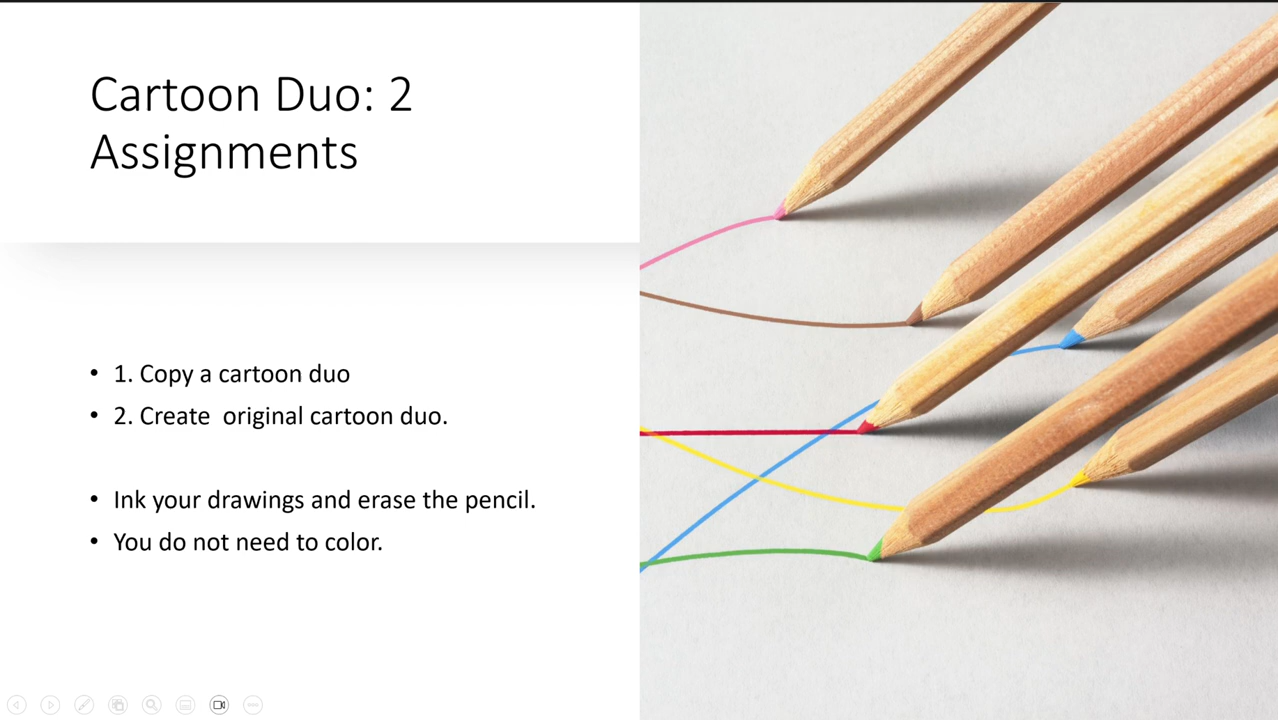 Cartoon Duo: 2
Assignments
• 1. Copy a cartoon duo
• 2. Create  original cartoon duo.
• Ink your drawings and erase the pencil.
• You do not need to color.